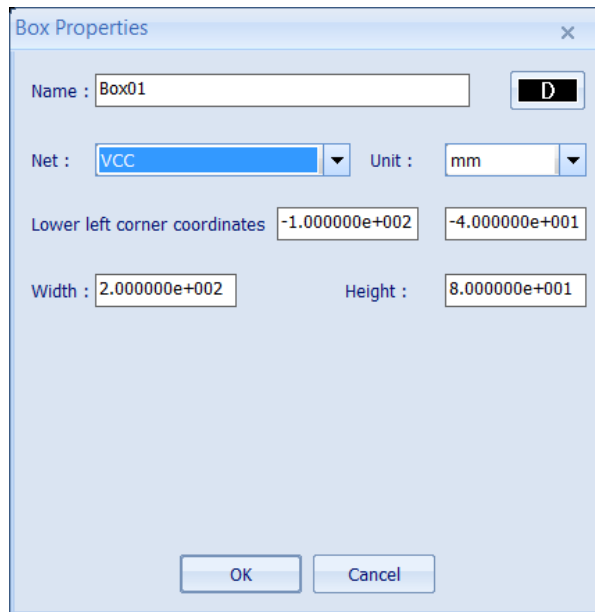 Box Properties
Name : Box01 D
Net : VCC Unit : mm
Lower left corner coordinates -1.000000e+002 -4.000000e+001
Width : 2.000000e+002 Height : 8.000000e+001
OK Cancel